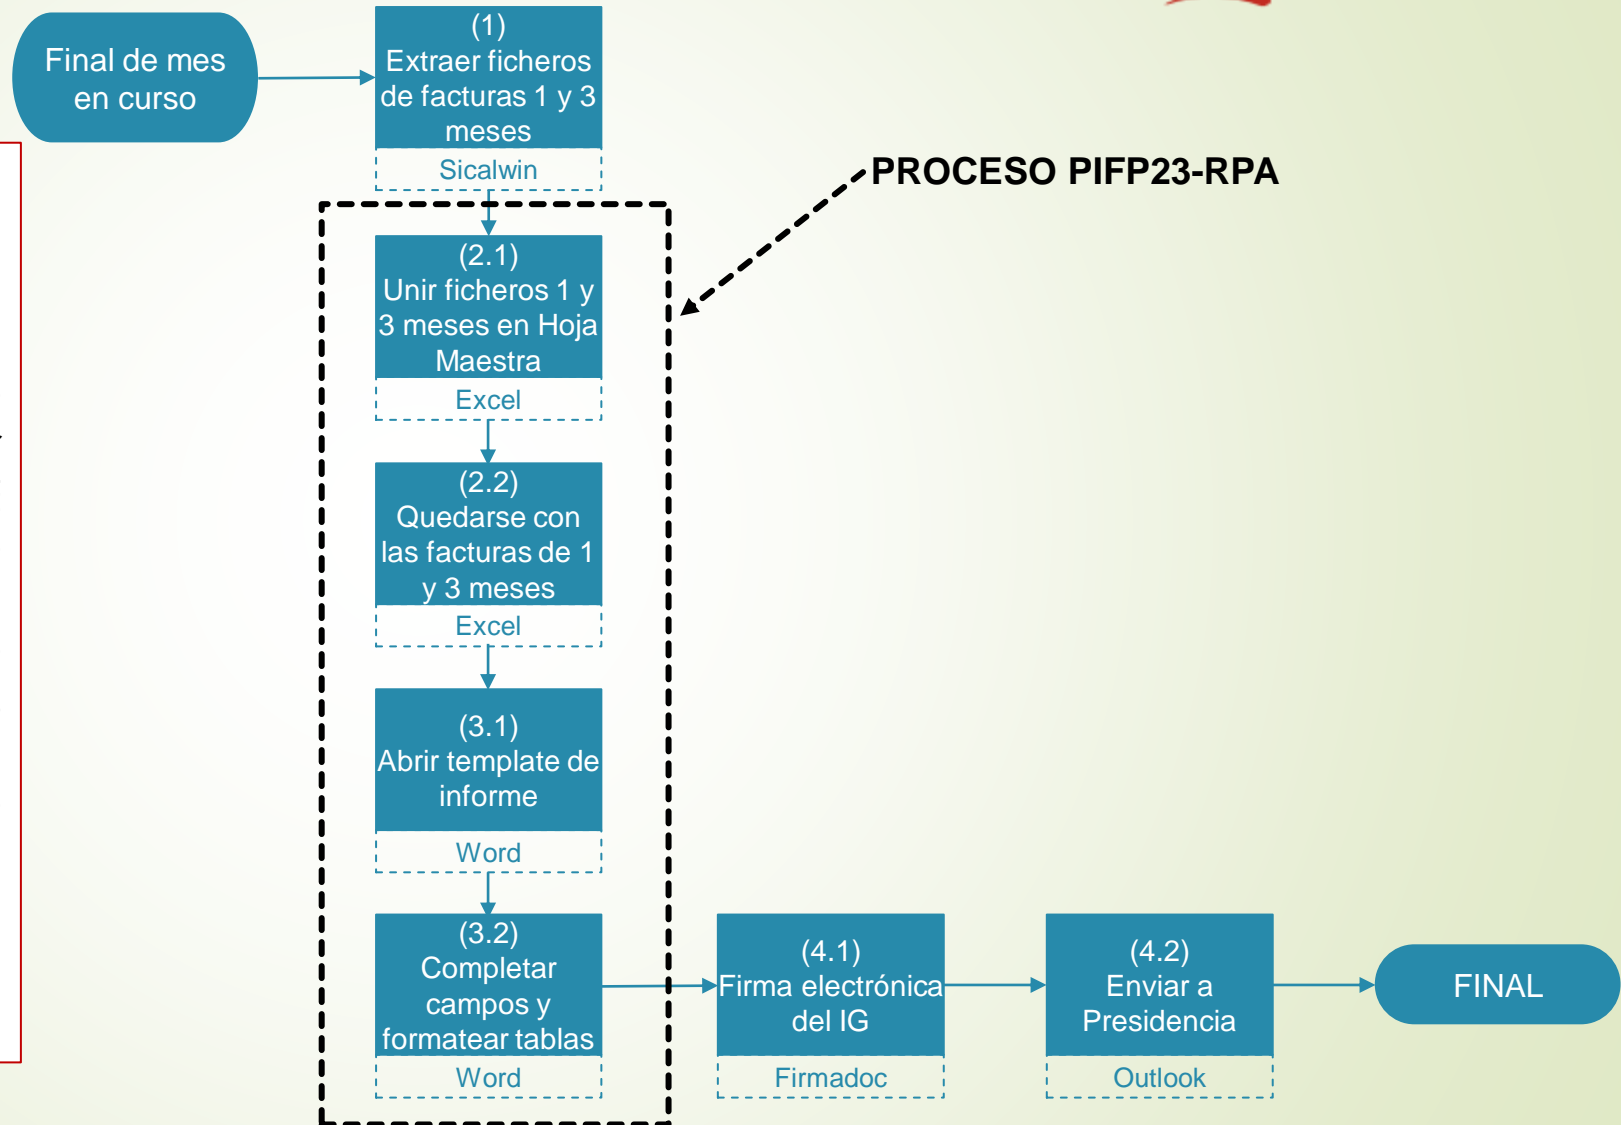 Final de mes
en curso
(1)
Extraer ficheros
de facturas 1 y 3
meses
Sicalwin
PROCESO PIFP23-RPA
(2.1)
Unir ficheros 1 y
3 meses en Hoja
Maestra
Excel
(2.2)
Quedarse con
las facturas de 1
y 3 meses
Excel
(3.1)
Abrir template de
informe
Word
(3.2)
Completar
campos y
formatear tablas
Word
(4.1)
Firma electrónica
del IG
Firmadoc
(4.2)
Enviar a
Presidencia
Outlook
FINAL